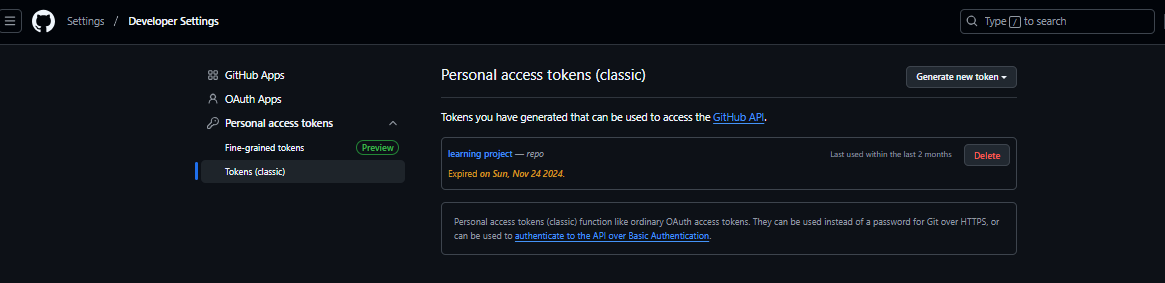 Settings / Developer Settings
Type / to search
GitHub Apps
OAuth Apps
Personal access tokens
Fine-grained tokens Preview
Tokens (classic)
Personal access tokens (classic) Generate new token
Tokens you have generated that can be used to access the GitHub API.
learning project — repo Last used within the last 2 months Delete
Expired on Sun, Nov 24 2024.
Personal access tokens (classic) function like ordinary OAuth access tokens. They can be used instead of a password for Git over HTTPS, or
can be used to authenticate to the API over Basic Authentication.